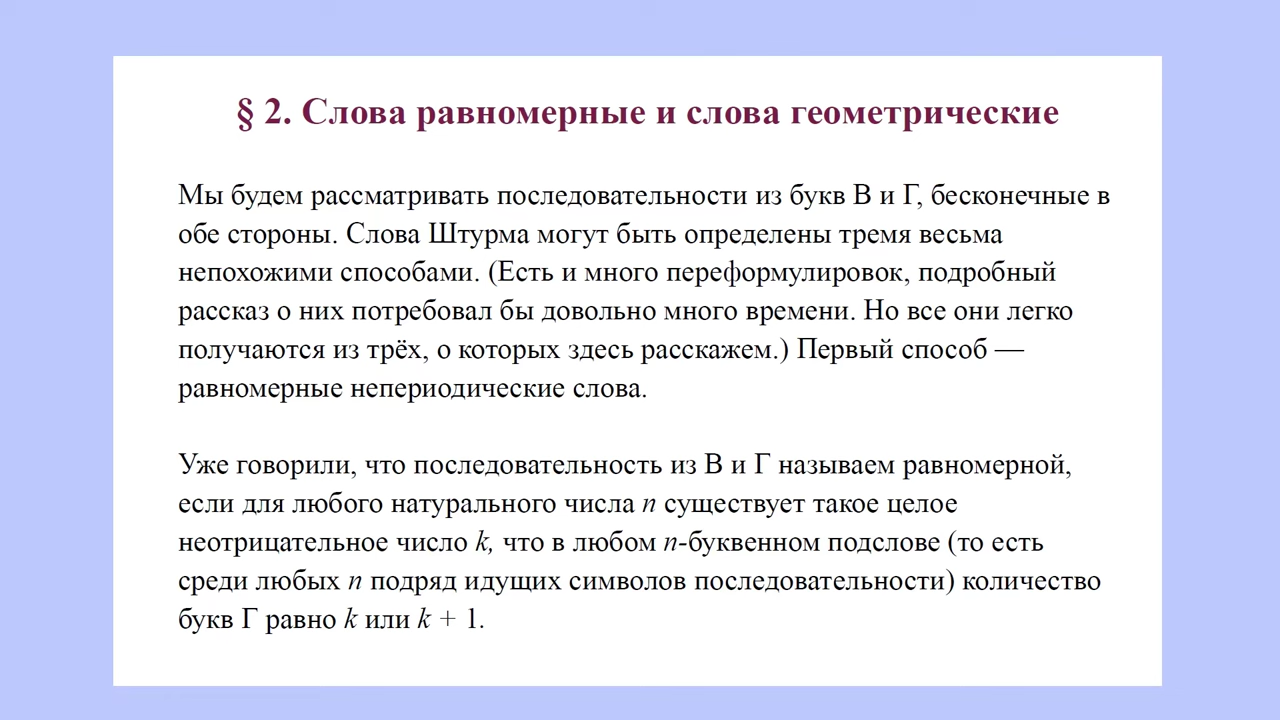 § 2. Слова равномерные и слова геометрические
Мы будем рассматривать последовательности из букв В и Г, бесконечные в
обе стороны. Слова Штурма могут быть определены тремя весьма
непохожими способами. (Есть и много переформулировок, подробный
рассказ о них потребовал бы довольно много времени. Но все они легко
получаются из трёх, о которых здесь расскажем.) Первый способ —
равномерные непериодические слова.
Уже говорили, что последовательность из В и Г называем равномерной,
если для любого натурального числа n существует такое целое
неотрицательное число k, что в любом n-буквенном подслове (то есть
среди любых n подряд идущих символов последовательности) количество
букв Г равно k или k + 1.